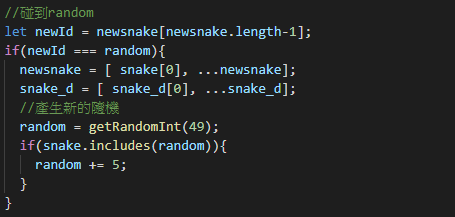 //碰到random
let newId = newsnake[newsnake.length-1];
if(newId === random){
  newsnake = [ snake[0], ...newsnake];
  snake_d = [ snake_d[0], ...snake_d];
  //產生新的隨機
  random = getRandomInt(49);
  if(snake.includes(random)){
    random += 5;
  }
}